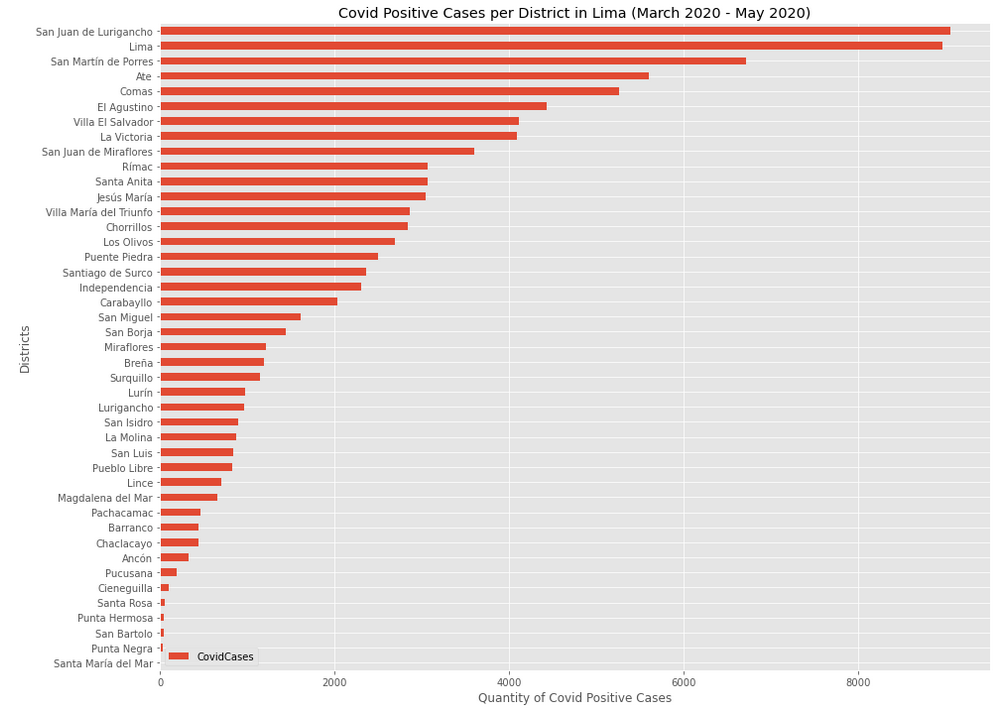 Covid Positive Cases per District in Lima (March 2020 - May 2020)
San Juan de Lurigancho
Lima
San Martín de Porres
Ate
Comas
El Agustino
Villa El Salvador
La Victoria
San Juan de Miraflores
Rímac
Santa Anita
Jesús María
Villa María del Triunfo
Chorrillos
Los Olivos
Puente Piedra
Santiago de Surco
Independencia
Carabayllo
San Miguel
San Borja
Miraflores
Breña
Surquillo
Lurín
Lurigancho
San Isidro
La Molina
San Luis
Pueblo Libre
Lince
Magdalena del Mar
Pachacamac
Barranco
Chaclacayo
Ancón
Pucusana
Cieneguilla
Santa Rosa
Punta Hermosa
San Bartolo
Punta Negra
Santa María del Mar
Districts
CovidCases
0 2000 4000 6000 8000
Quantity of Covid Positive Cases